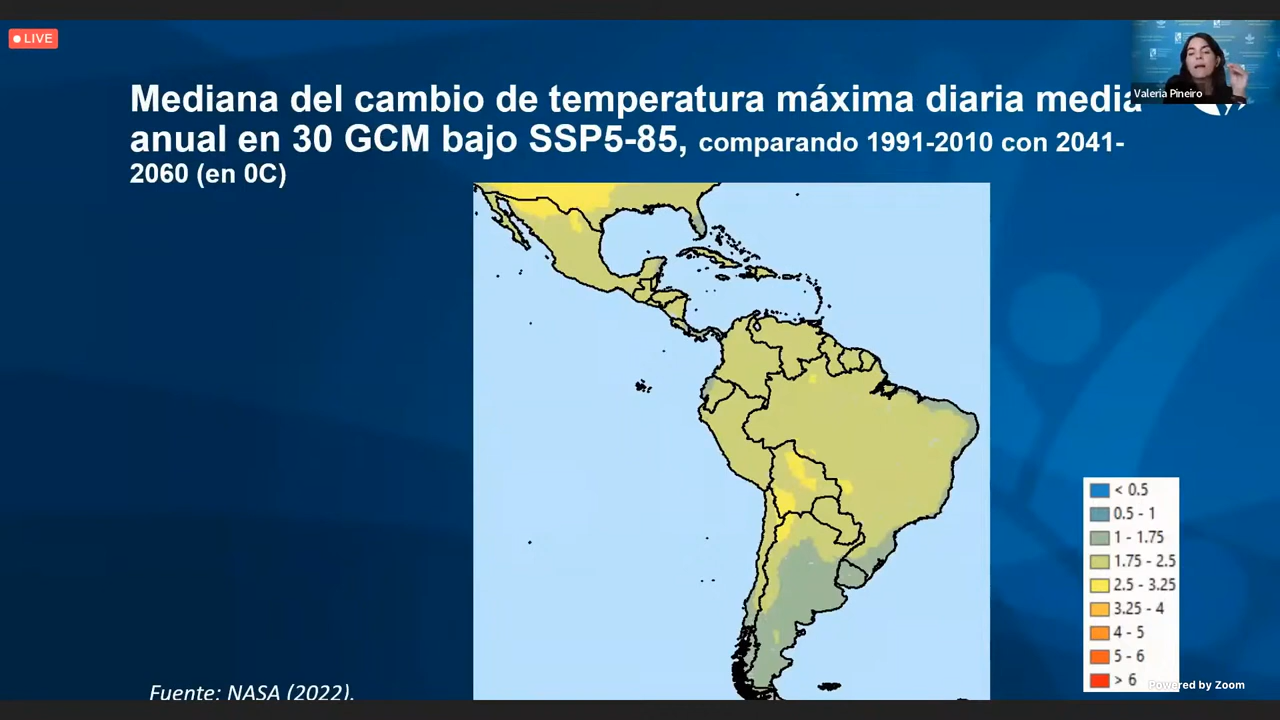 LIVE
Valeria Pineiro
Mediana del cambio de temperatura máxima diaria media
anual en 30 GCM bajo SSP5-85, comparando 1991-2010 con 2041-
2060 (en 0C)
< 0.5
0.5 - 1
1 - 1.75
1.75 - 2.5
2.5 - 3.25
3.25 - 4
4 - 5
5 - 6
> 6
Powered by Zoom
Fuente: NASA (2022).